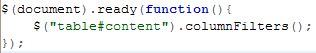 $(document).ready(function(){
    $("table#content").columnFilters();
});